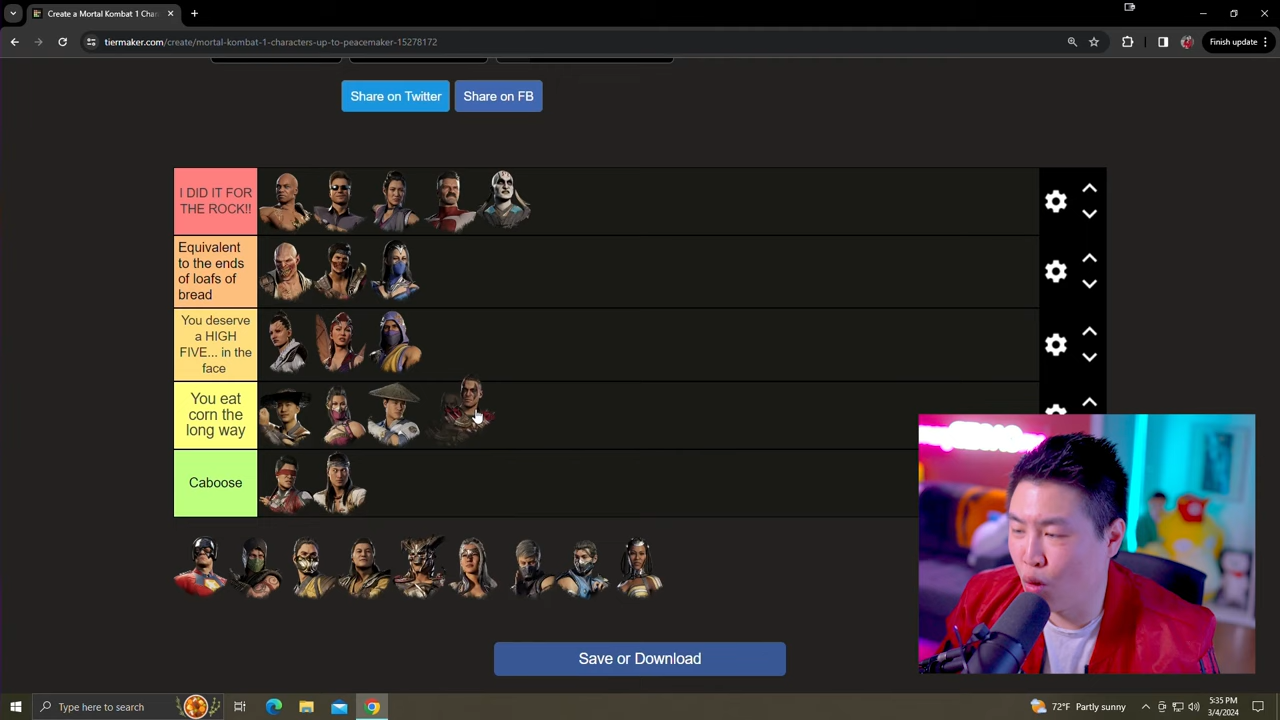 Create a Mortal Kombat 1 Chara
tiermaker.com/create/mortal-kombat-1-characters-up-to-peacemaker-15278172
Finish update
Share on Twitter
Share on FB
I DID IT FOR
THE ROCK!!
Equivalent
to the ends
of loafs of
bread
You deserve
a HIGH
FIVE... in the
face
You eat
corn the
long way
Caboose
Save or Download
Type here to search
72°F Partly sunny
5:35 PM
3/4/2024